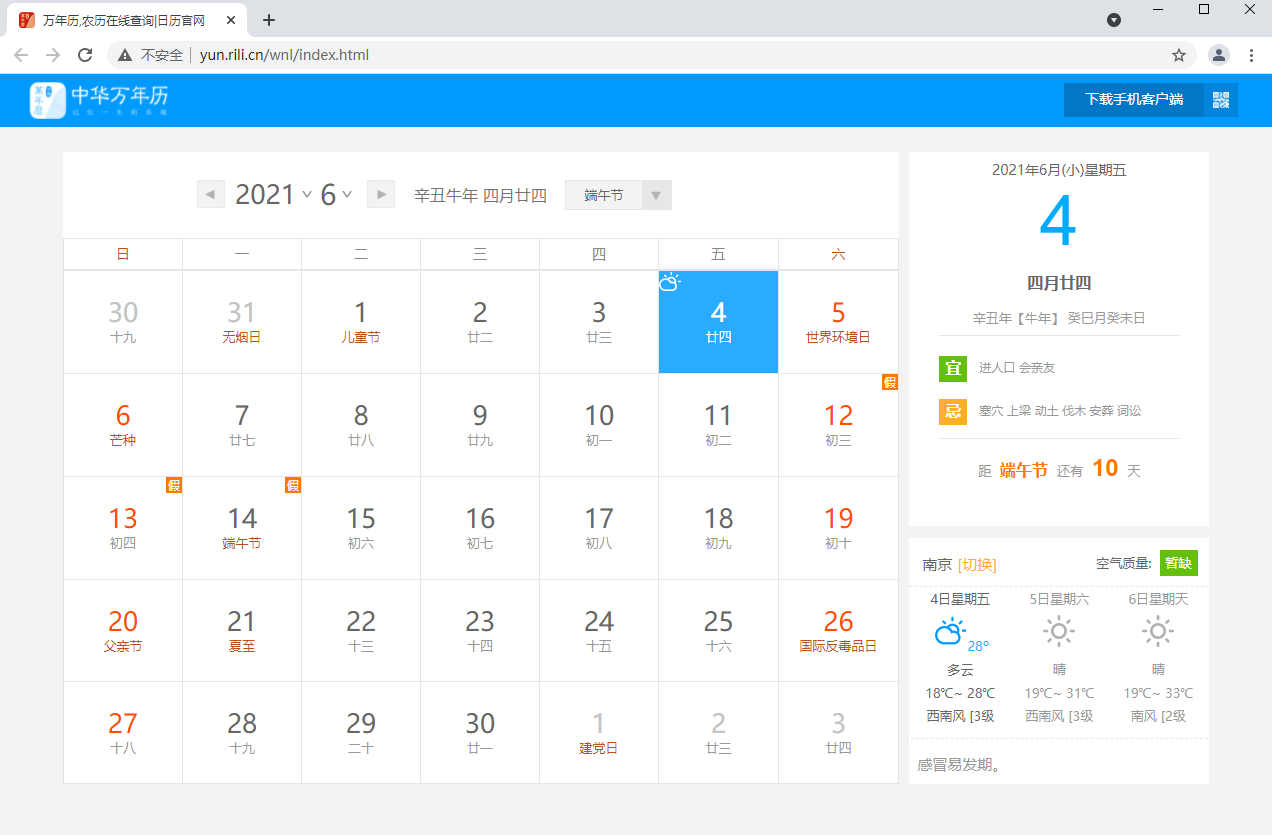 万年历,农历在线查询|日历官网
不安全 yun.rili.cn/wnl/index.html
萬年曆 中华万年历
下载手机客户端
2021 6 辛丑牛年 四月廿四 端午节
日 一 二 三 四 五 六
30 31 1 2 3 4 5
十九 无烟日 儿童节 廿二 廿三 廿四 世界环境日
假
6 7 8 9 10 11 12
芒种 廿七 廿八 廿九 初一 初二 初三
假 假
13 14 15 16 17 18 19
初四 端午节 初六 初七 初八 初九 初十
20 21 22 23 24 25 26
父亲节 夏至 十三 十四 十五 十六 国际反毒品日
27 28 29 30 1 2 3
十八 十九 二十 廿一 建党日 廿三 廿四
2021年6月(小)星期五
4
四月廿四
辛丑年【牛年】 癸巳月癸未日
宜 进人口 会亲友
忌 塞穴 上梁 动土 伐木 安葬 词讼
距 端午节 还有 10 天
南京 [切换] 空气质量: 暂缺
4日星期五 5日星期六 6日星期天
28°
多云 晴 晴
18℃~ 28℃ 19℃~ 31℃ 19℃~ 33℃
西南风 [3级 西南风 [3级 南风 [2级
感冒易发期。